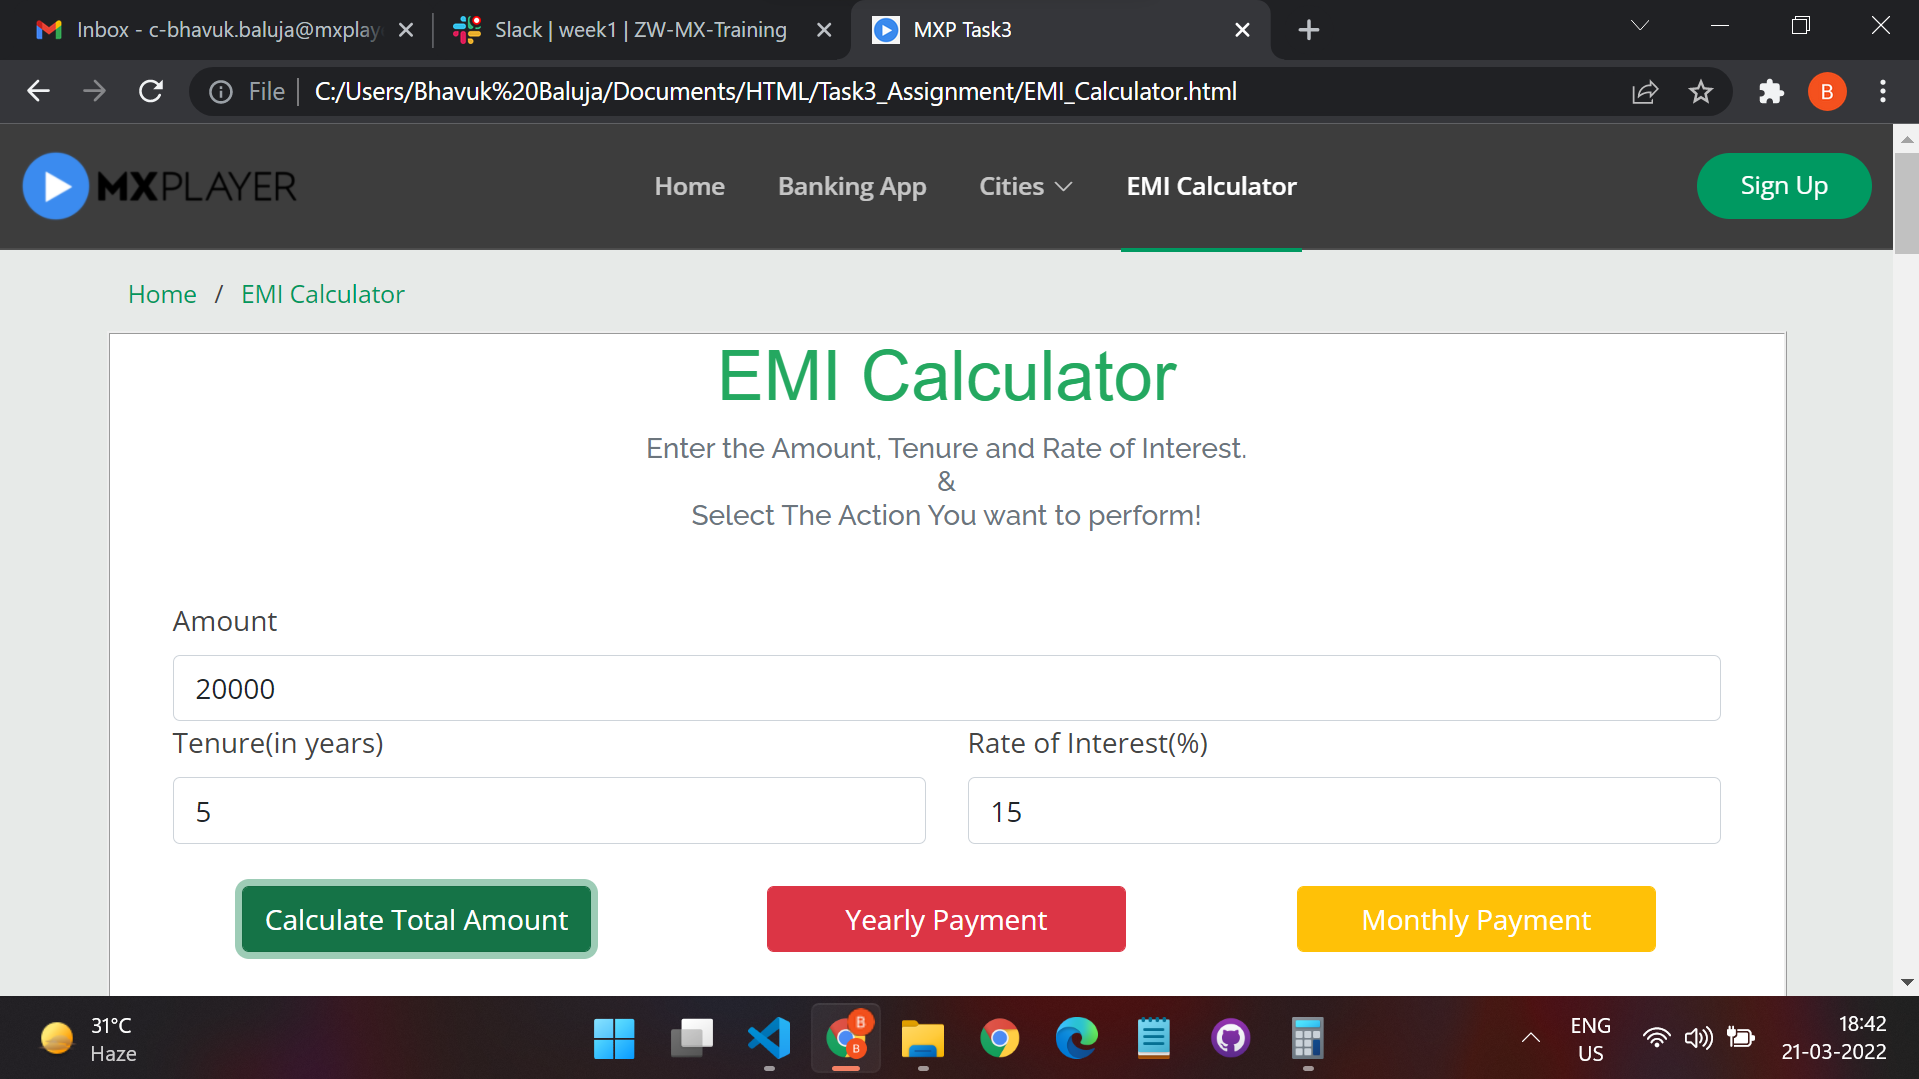 Inbox - c-bhavuk.baluja@mxplay
Slack | week1 | ZW-MX-Training
MXP Task3
File
C:/Users/Bhavuk%20Baluja/Documents/HTML/Task3_Assignment/EMI_Calculator.html
B
MXPLAYER
Home
Banking App
Cities
EMI Calculator
Sign Up
Home / EMI Calculator
EMI Calculator
Enter the Amount, Tenure and Rate of Interest.
&
Select The Action You want to perform!
Amount
20000
Tenure(in years)
Rate of Interest(%)
5
15
Calculate Total Amount
Yearly Payment
Monthly Payment
31°C
Haze
B
B
ENG
US
18:42
21-03-2022